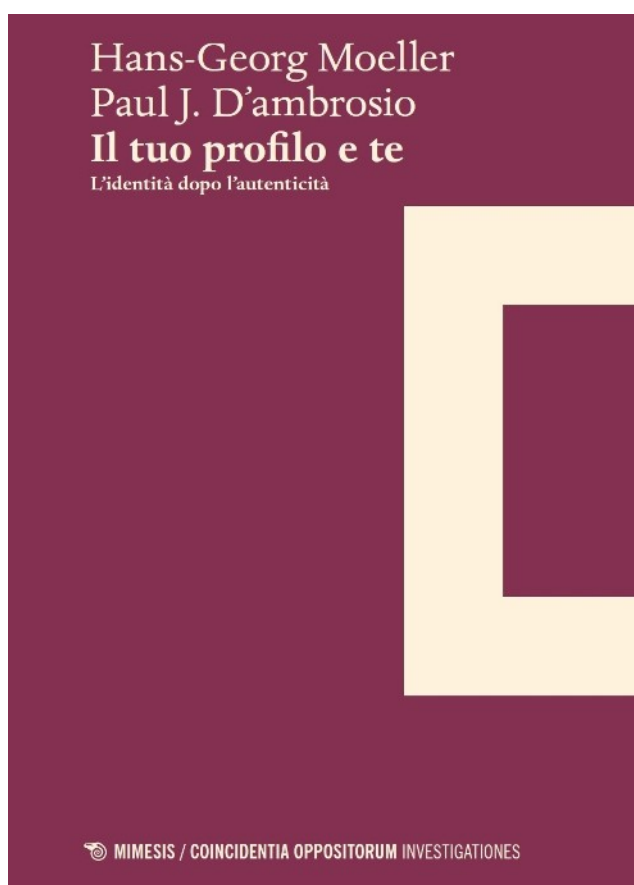 Hans-Georg Moeller
Paul J. D'ambrosio
Il tuo profilo e te
L'identità dopo l'autenticità
MIMESIS / COINCIDENTIA OPPOSITORUM INVESTIGATIONES